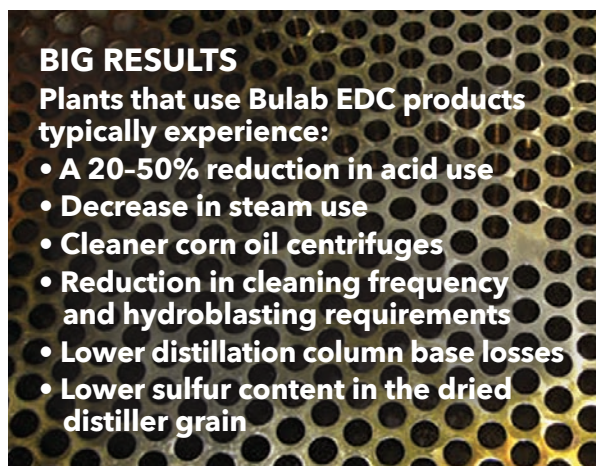 BIG RESULTS
Plants that use Bulab EDC products
typically experience:
• A 20–50% reduction in acid use
• Decrease in steam use
• Cleaner corn oil centrifuges
• Reduction in cleaning frequency
and hydroblasting requirements
• Lower distillation column base losses
• Lower sulfur content in the dried
distiller grain